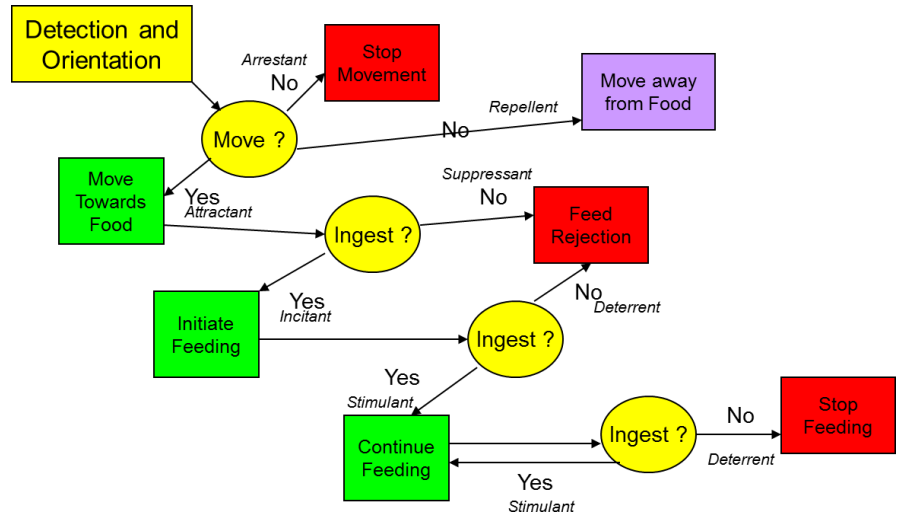 Detection and
Orientation
Arrestant
No
Stop
Movement
Move away
from Food
Repellent
No
Move ?
Move
Towards
Food
Yes
Attractant
Suppressant
No
Ingest ?
Feed
Rejection
Initiate
Feeding
Yes
Incitant
No
Deterrent
Ingest ?
Yes
Stimulant
Continue
Feeding
Ingest ?
No
Deterrent
Stop
Feeding
Yes
Stimulant